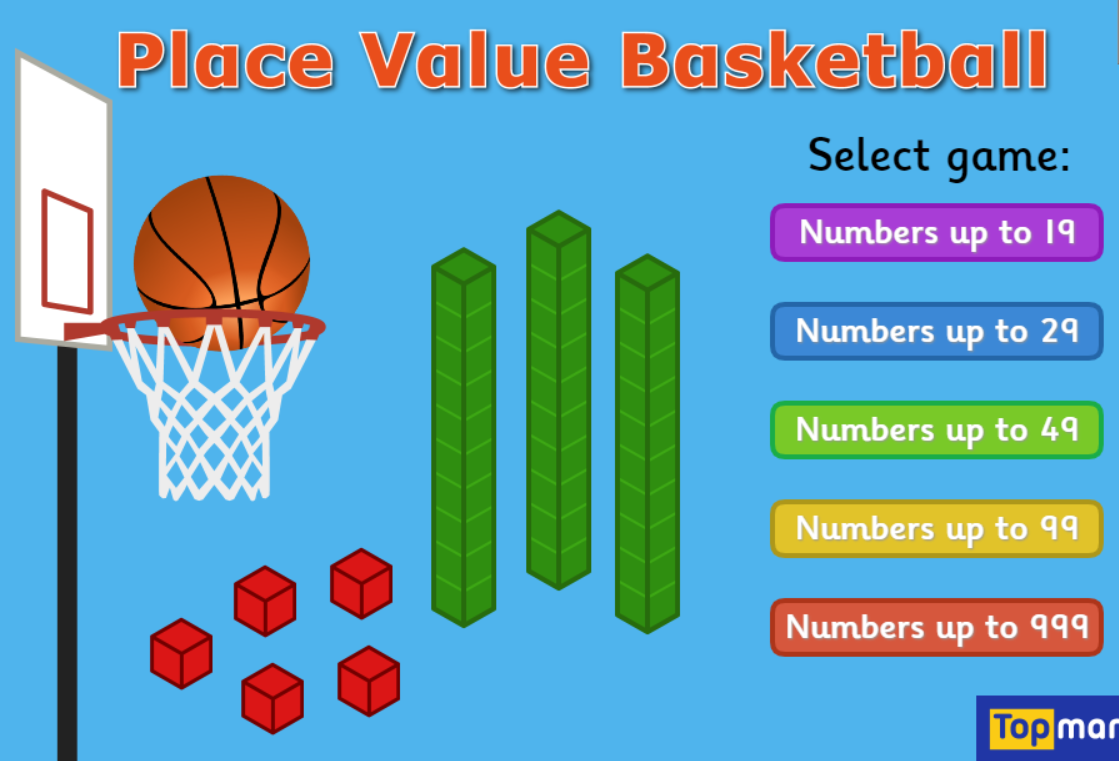 Place Value Basketball
Select game:
Numbers up to 19
Numbers up to 29
Numbers up to 49
Numbers up to 99
Numbers up to 999
Topmar